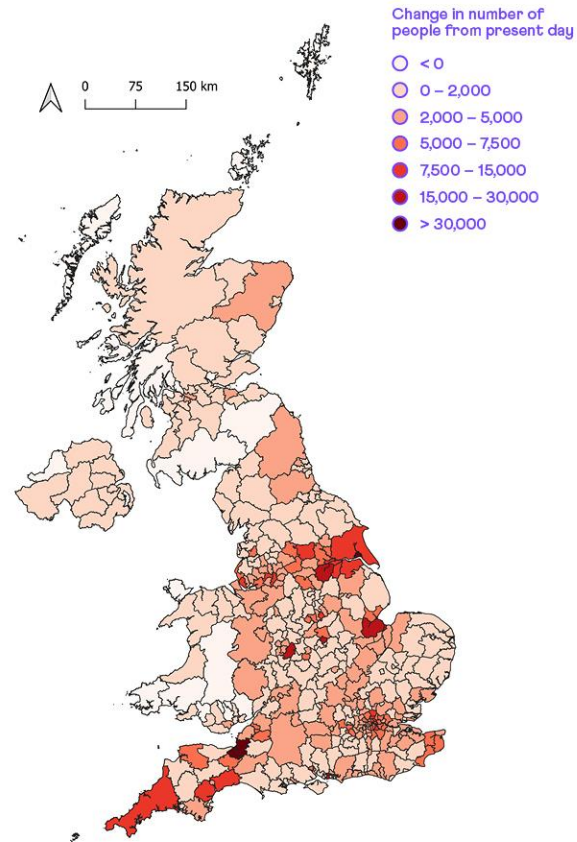 Change in number of
people from present day
< 0
0 – 2,000
2,000 – 5,000
5,000 – 7,500
7,500 – 15,000
15,000 – 30,000
> 30,000
0 75 150 km